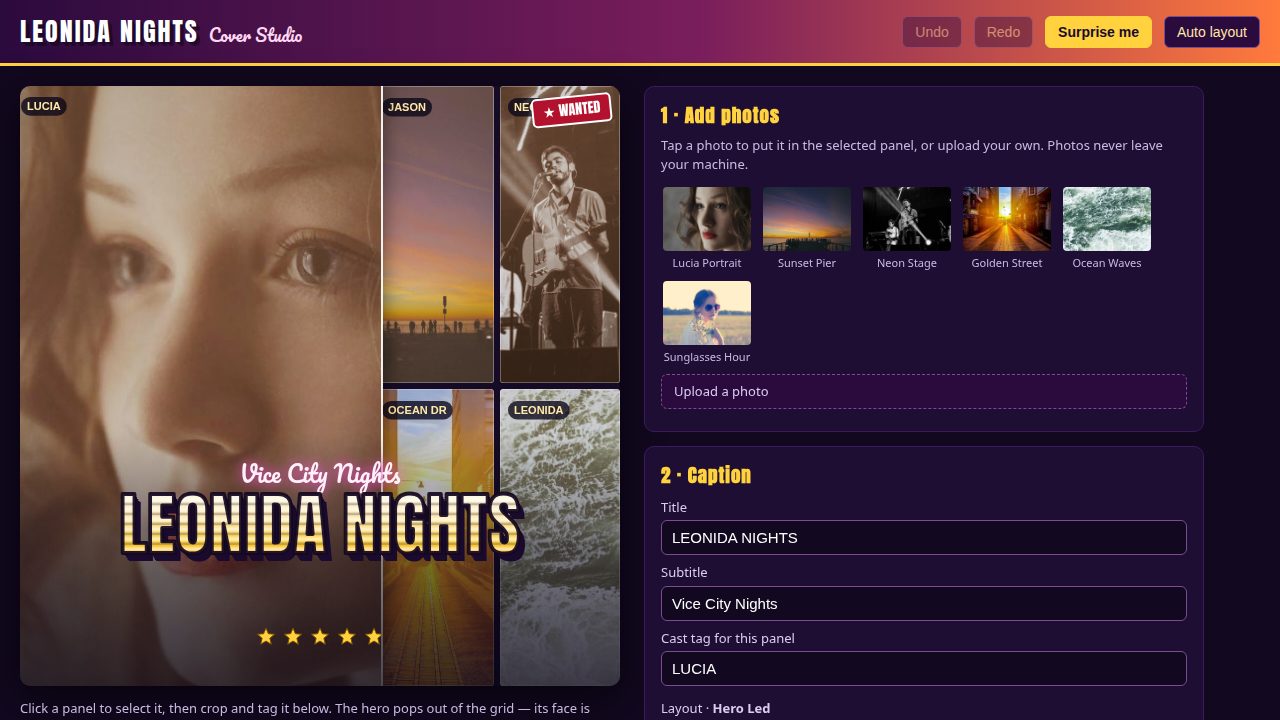 LEONIDA NIGHTS Cover Studio
Undo
Redo
Surprise me
Auto layout
LUCIA
JASON
NE
★ WANTED
OCEAN DR
LEONIDA
Vice City Nights
LEONIDA NIGHTS
★ ★ ★ ★ ★
Click a panel to select it, then crop and tag it below. The hero pops out of the grid — its face is
1 · Add photos
Tap a photo to put it in the selected panel, or upload your own. Photos never leave
your machine.
Lucia Portrait
Sunset Pier
Neon Stage
Golden Street
Ocean Waves
Sunglasses Hour
Upload a photo
2 · Caption
Title
LEONIDA NIGHTS
Subtitle
Vice City Nights
Cast tag for this panel
LUCIA
Layout · Hero Led